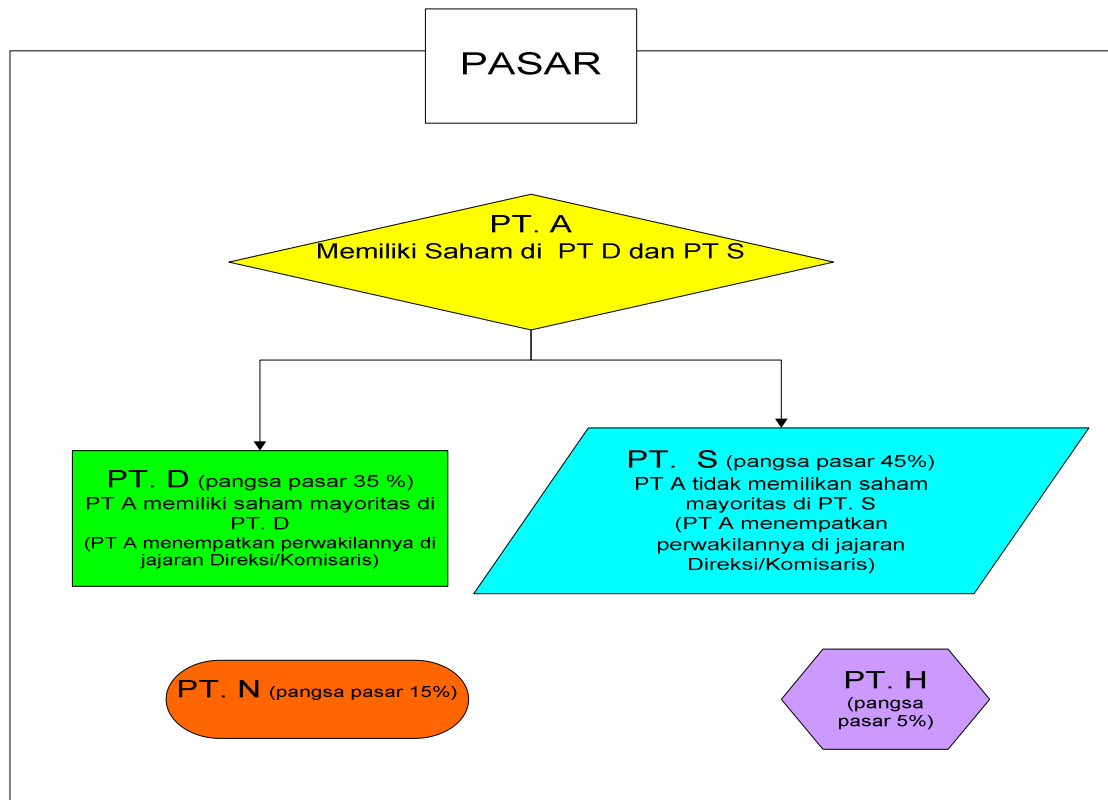 PASAR
PT. A
Memiliki Saham di PT D dan PT S
PT. D (pangsa pasar 35 %)
PT A memiliki saham mayoritas di
PT. D
(PT A menempatkan perwakilannya di
jajaran Direksi/Komisaris)
PT. S (pangsa pasar 45%)
PT A tidak memilikan saham
mayoritas di PT. S
(PT A menempatkan
perwakilannya di jajaran
Direksi/Komisaris)
PT. N (pangsa pasar 15%)
PT. H
(pangsa
pasar 5%)